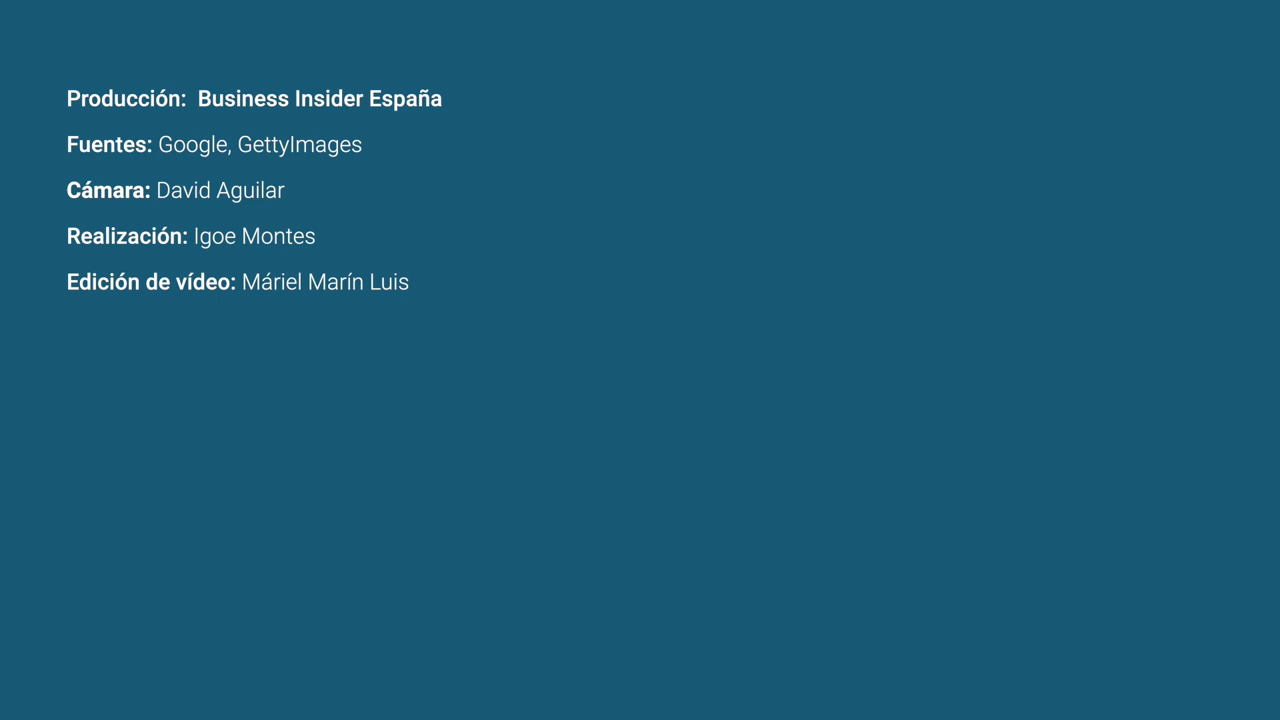 Producción:  Business Insider España
Fuentes: Google, GettyImages
Cámara: David Aguilar
Realización: Igoe Montes
Edición de vídeo: Máriel Marín Luis